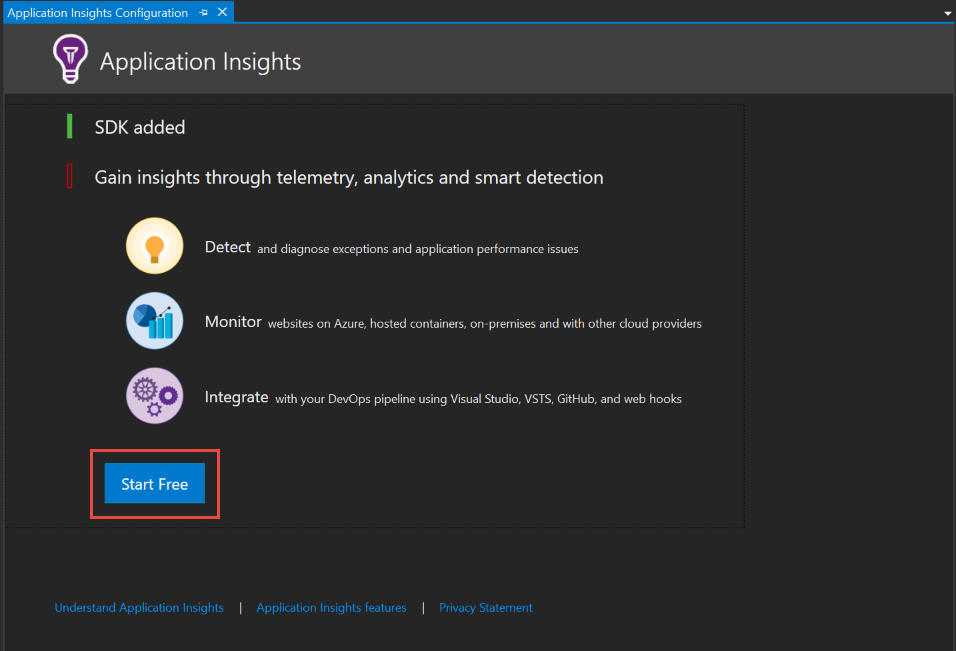 Application Insights Configuration
Application Insights
SDK added
Gain insights through telemetry, analytics and smart detection
Detect and diagnose exceptions and application performance issues
Monitor websites on Azure, hosted containers, on-premises and with other cloud providers
Integrate with your DevOps pipeline using Visual Studio, VSTS, GitHub, and web hooks
Start Free
Understand Application Insights | Application Insights features | Privacy Statement